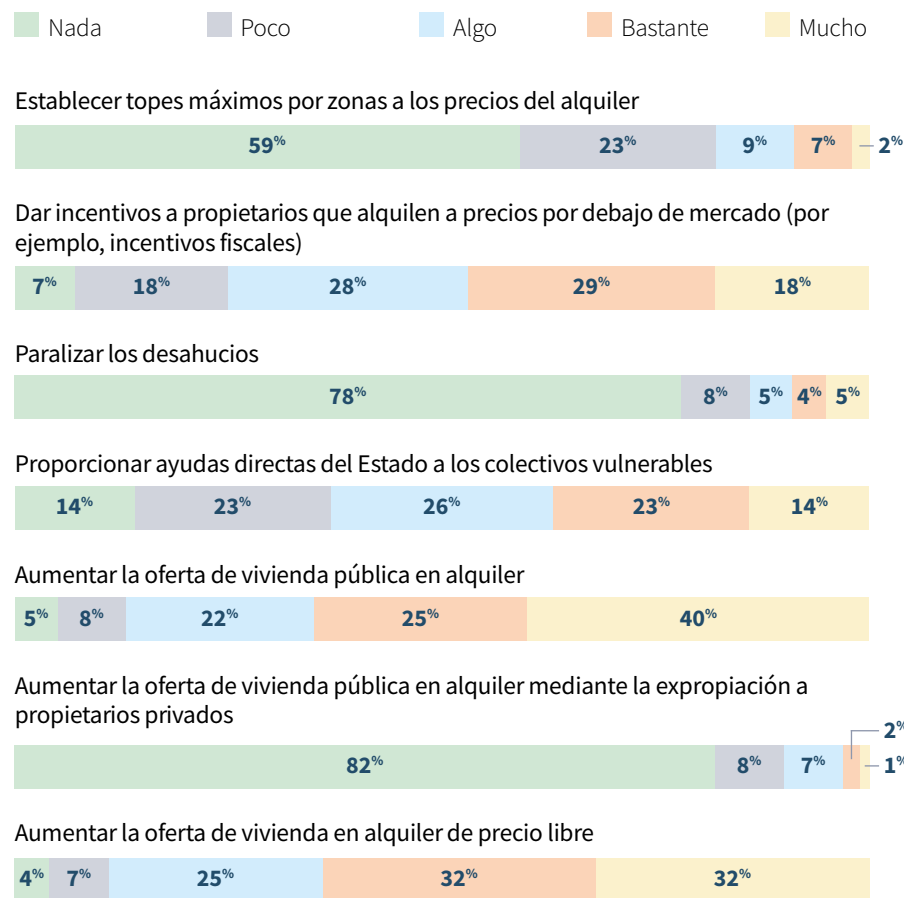 Nada Poco Algo Bastante Mucho
Establecer topes máximos por zonas a los precios del alquiler
59% 23% 9% 7% 2%
Dar incentivos a propietarios que alquilen a precios por debajo de mercado (por
ejemplo, incentivos fiscales)
7% 18% 28% 29% 18%
Paralizar los desahucios
78% 8% 5% 4% 5%
Proporcionar ayudas directas del Estado a los colectivos vulnerables
14% 23% 26% 23% 14%
Aumentar la oferta de vivienda pública en alquiler
5% 8% 22% 25% 40%
Aumentar la oferta de vivienda pública en alquiler mediante la expropiación a
propietarios privados
2%
82% 8% 7% 1%
Aumentar la oferta de vivienda en alquiler de precio libre
4% 7% 25% 32% 32%